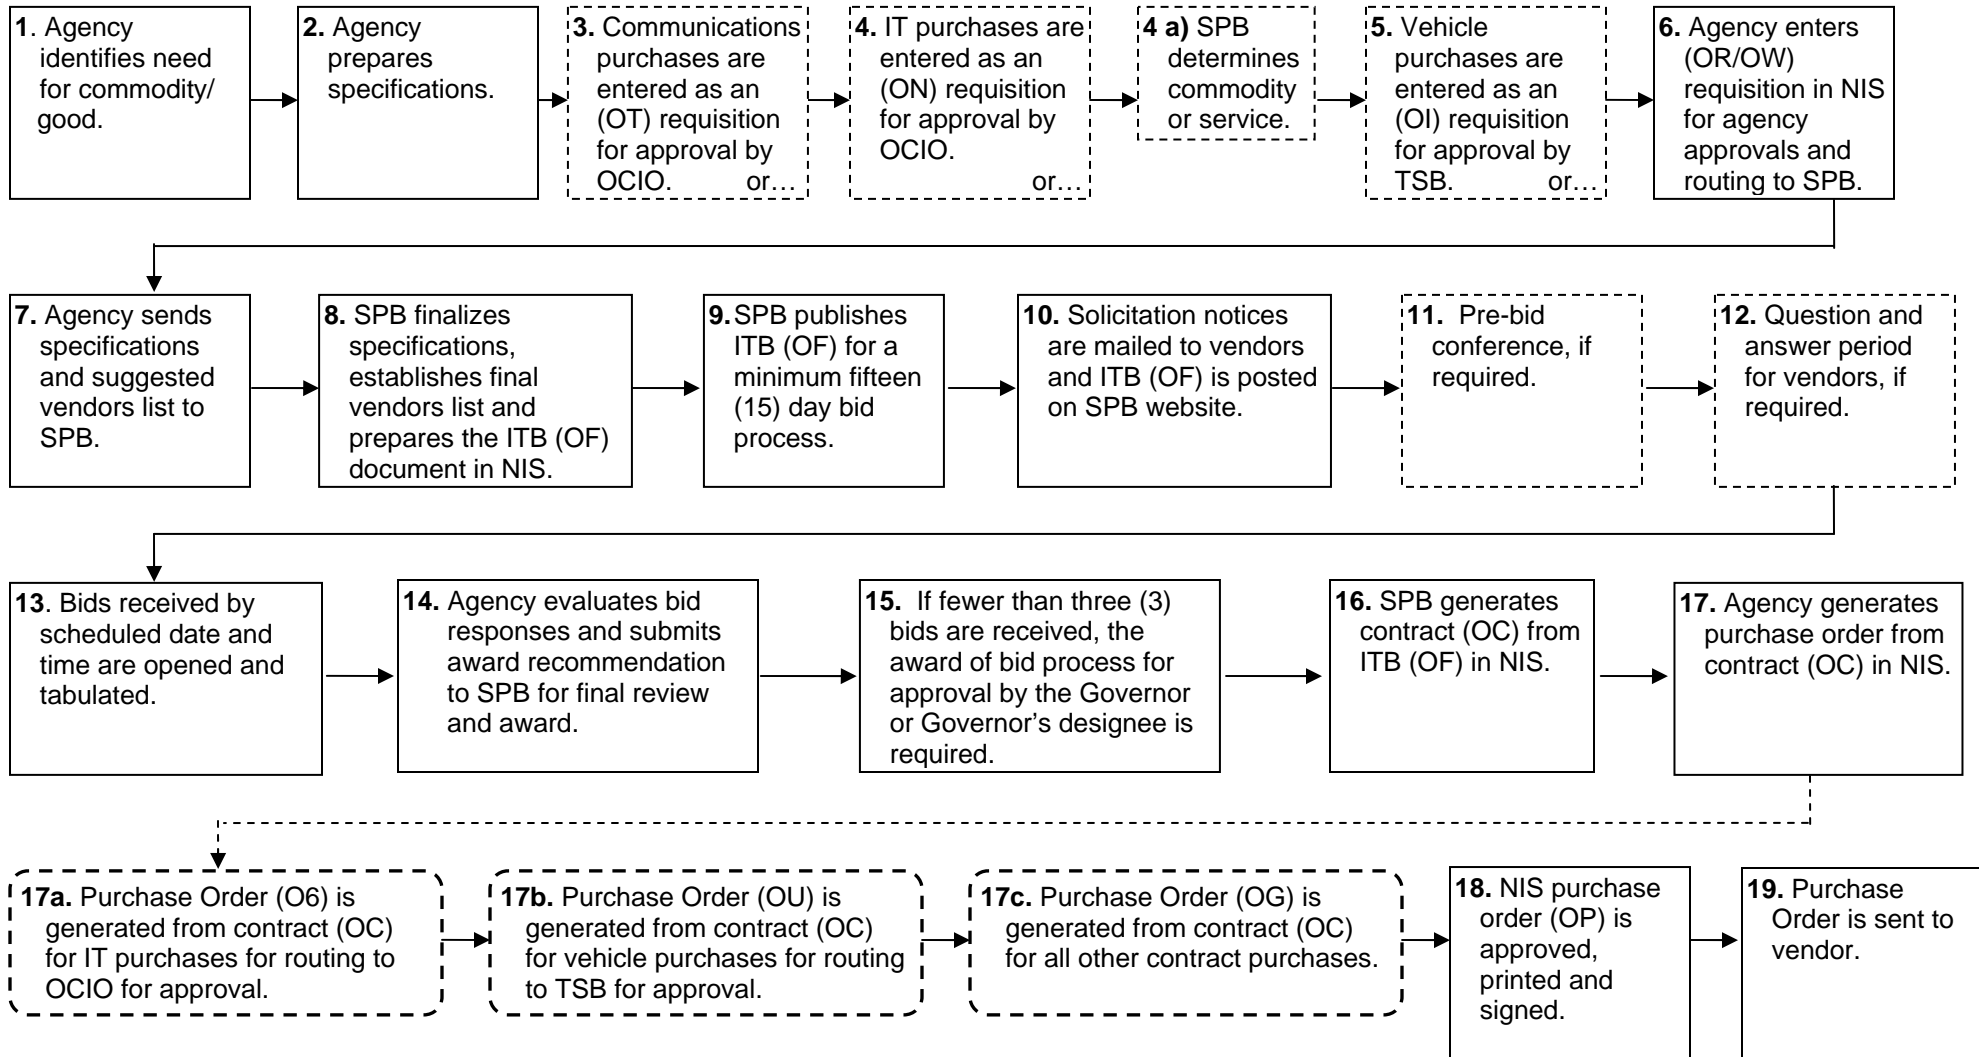 1. Agency
identifies need
for commodity/
good.
2. Agency
prepares
specifications.
3. Communications
purchases are
entered as an
(OT) requisition
for approval by
OCIO. or…
4. IT purchases are
entered as an
(ON) requisition
for approval by
OCIO.
or…
4 a) SPB
determines
commodity
or service.
5. Vehicle
purchases are
entered as an
(OI) requisition
for approval by
TSB. or…
6. Agency enters
(OR/OW)
requisition in NIS
for agency
approvals and
routing to SPB.
7. Agency sends
specifications
and suggested
vendors list to
SPB.
8. SPB finalizes
specifications,
establishes final
vendors list and
prepares the ITB (OF)
document in NIS.
9. SPB publishes
ITB (OF) for a
minimum fifteen
(15) day bid
process.
10. Solicitation notices
are mailed to vendors
and ITB (OF) is posted
on SPB website.
11. Pre-bid
conference, if
required.
12. Question and
answer period
for vendors, if
required.
13. Bids received by
scheduled date and
time are opened and
tabulated.
14. Agency evaluates bid
responses and submits
award recommendation
to SPB for final review
and award.
15. If fewer than three (3)
bids are received, the
award of bid process for
approval by the Governor
or Governor’s designee is
required.
16. SPB generates
contract (OC) from
ITB (OF) in NIS.
17. Agency generates
purchase order from
contract (OC) in NIS.
17a. Purchase Order (O6) is
generated from contract (OC)
for IT purchases for routing to
OCIO for approval.
17b. Purchase Order (OU) is
generated from contract (OC)
for vehicle purchases for routing
to TSB for approval.
17c. Purchase Order (OG) is
generated from contract (OC)
for all other contract purchases.
18. NIS purchase
order (OP) is
approved,
printed and
signed.
19. Purchase
Order is sent to
vendor.